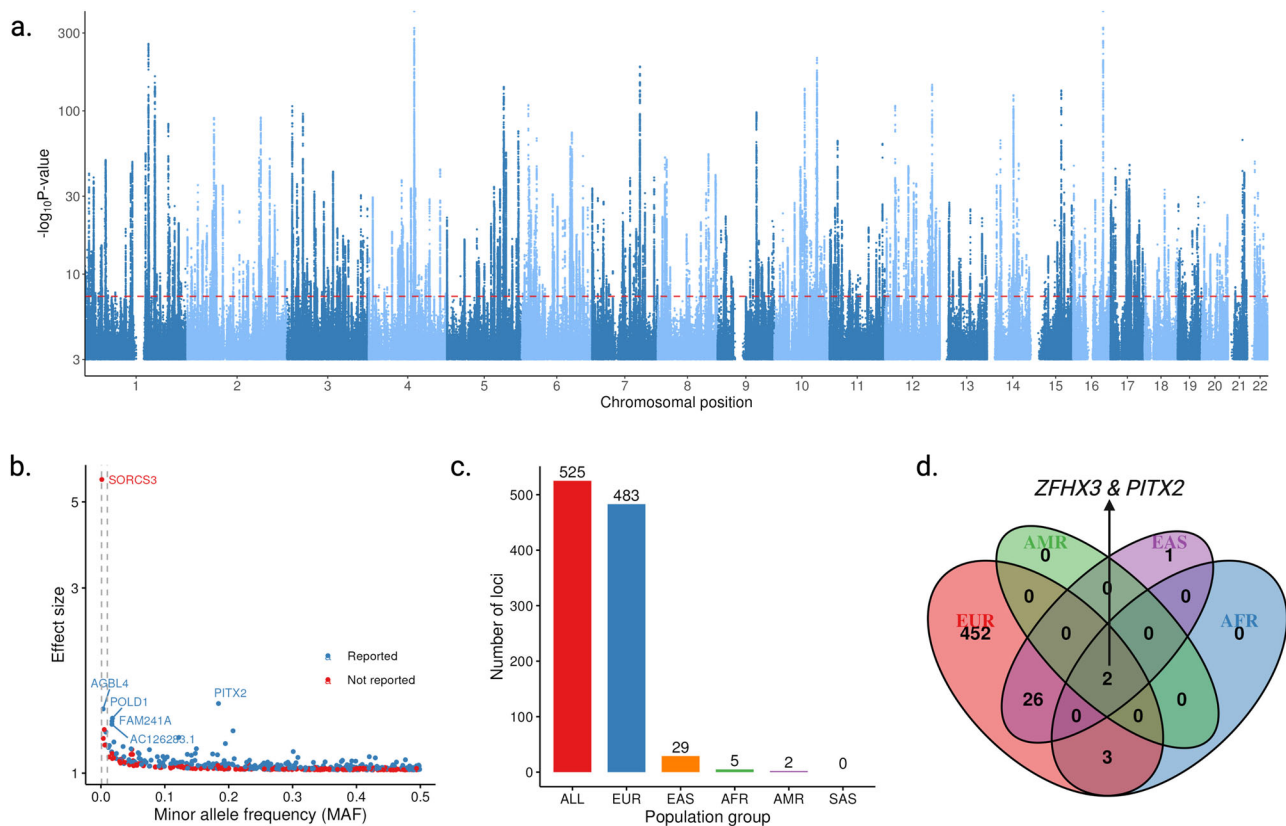 a.
-log10P-value
300
100
30
10
3
1 2 3 4 5 6 7 8 9 10 11 12 13 14 15 16 17 18 19 20 21 22
Chromosomal position
b.
Effect size
5
3
1
SORCS3
AGBL4
POLD1
FAM241A
AC126283.1
PITX2
Reported
Not reported
0.0 0.1 0.2 0.3 0.4 0.5
Minor allele frequency (MAF)
c.
Number of loci
500
400
300
200
100
0
525
483
29
5
2
0
ALL EUR EAS AFR AMR SAS
Population group
d.
ZFHX3 & PITX2
AMR
0
EAS
1
EUR
452
AFR
0
0
0
0
0
0
2
26
0
0
0
3